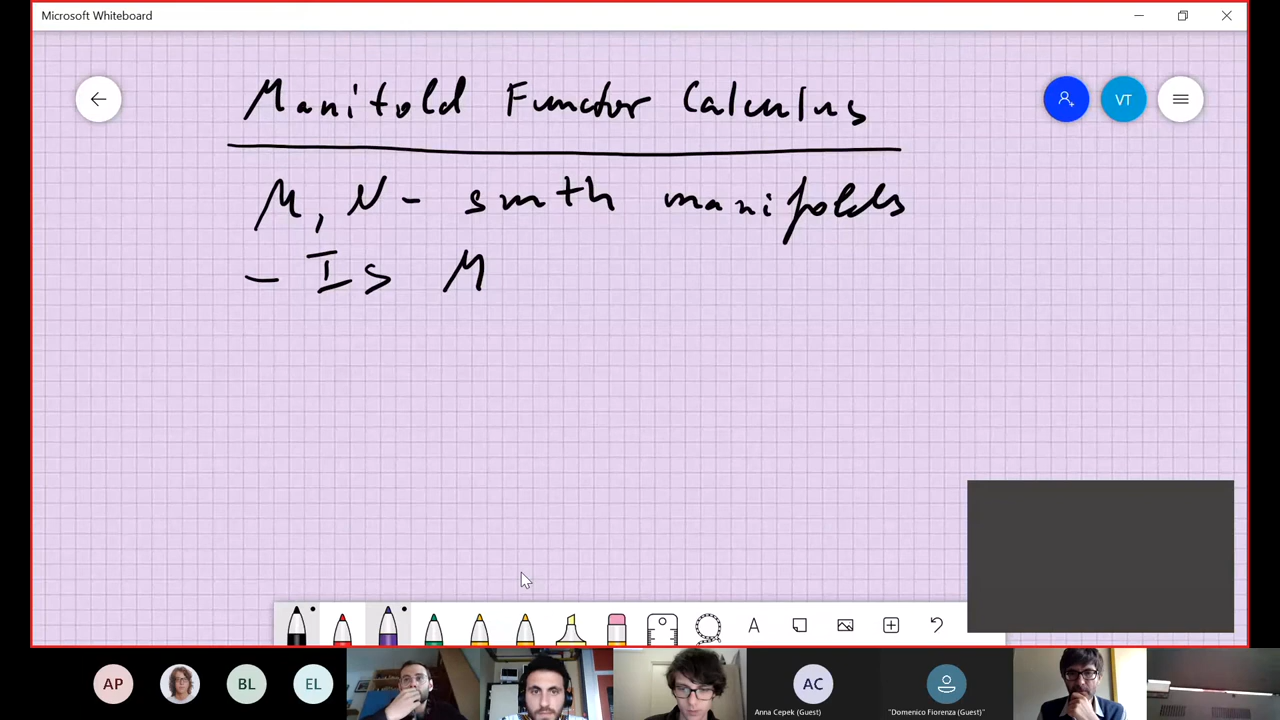 Microsoft Whiteboard
Manifold Functor Calculus
VT
M, N - smth manifolds
- Is M
A
AP
BL
EL
AC
Anna Cepek (Guest)
"Domenico Fiorenza (Guest)"